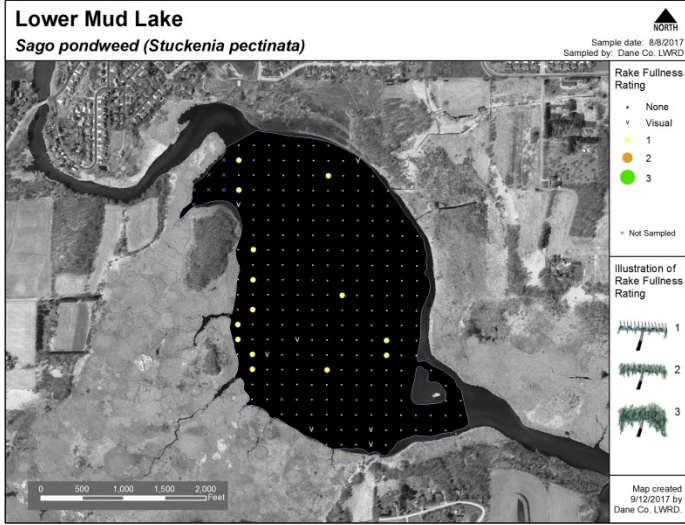 Lower Mud Lake
Sago pondweed (Stuckenia pectinata)
NORTH
Sample date: 8/8/2017
Sampled by: Dane Co. LWRD
Rake Fullness
Rating
None
v Visual
1
2
3
× Not Sampled
Illustration of
Rake Fullness
Rating
1
2
3
0 500 1,000 1,500 2,000
Feet
Map created
9/12/2017 by
Dane Co. LWRD.